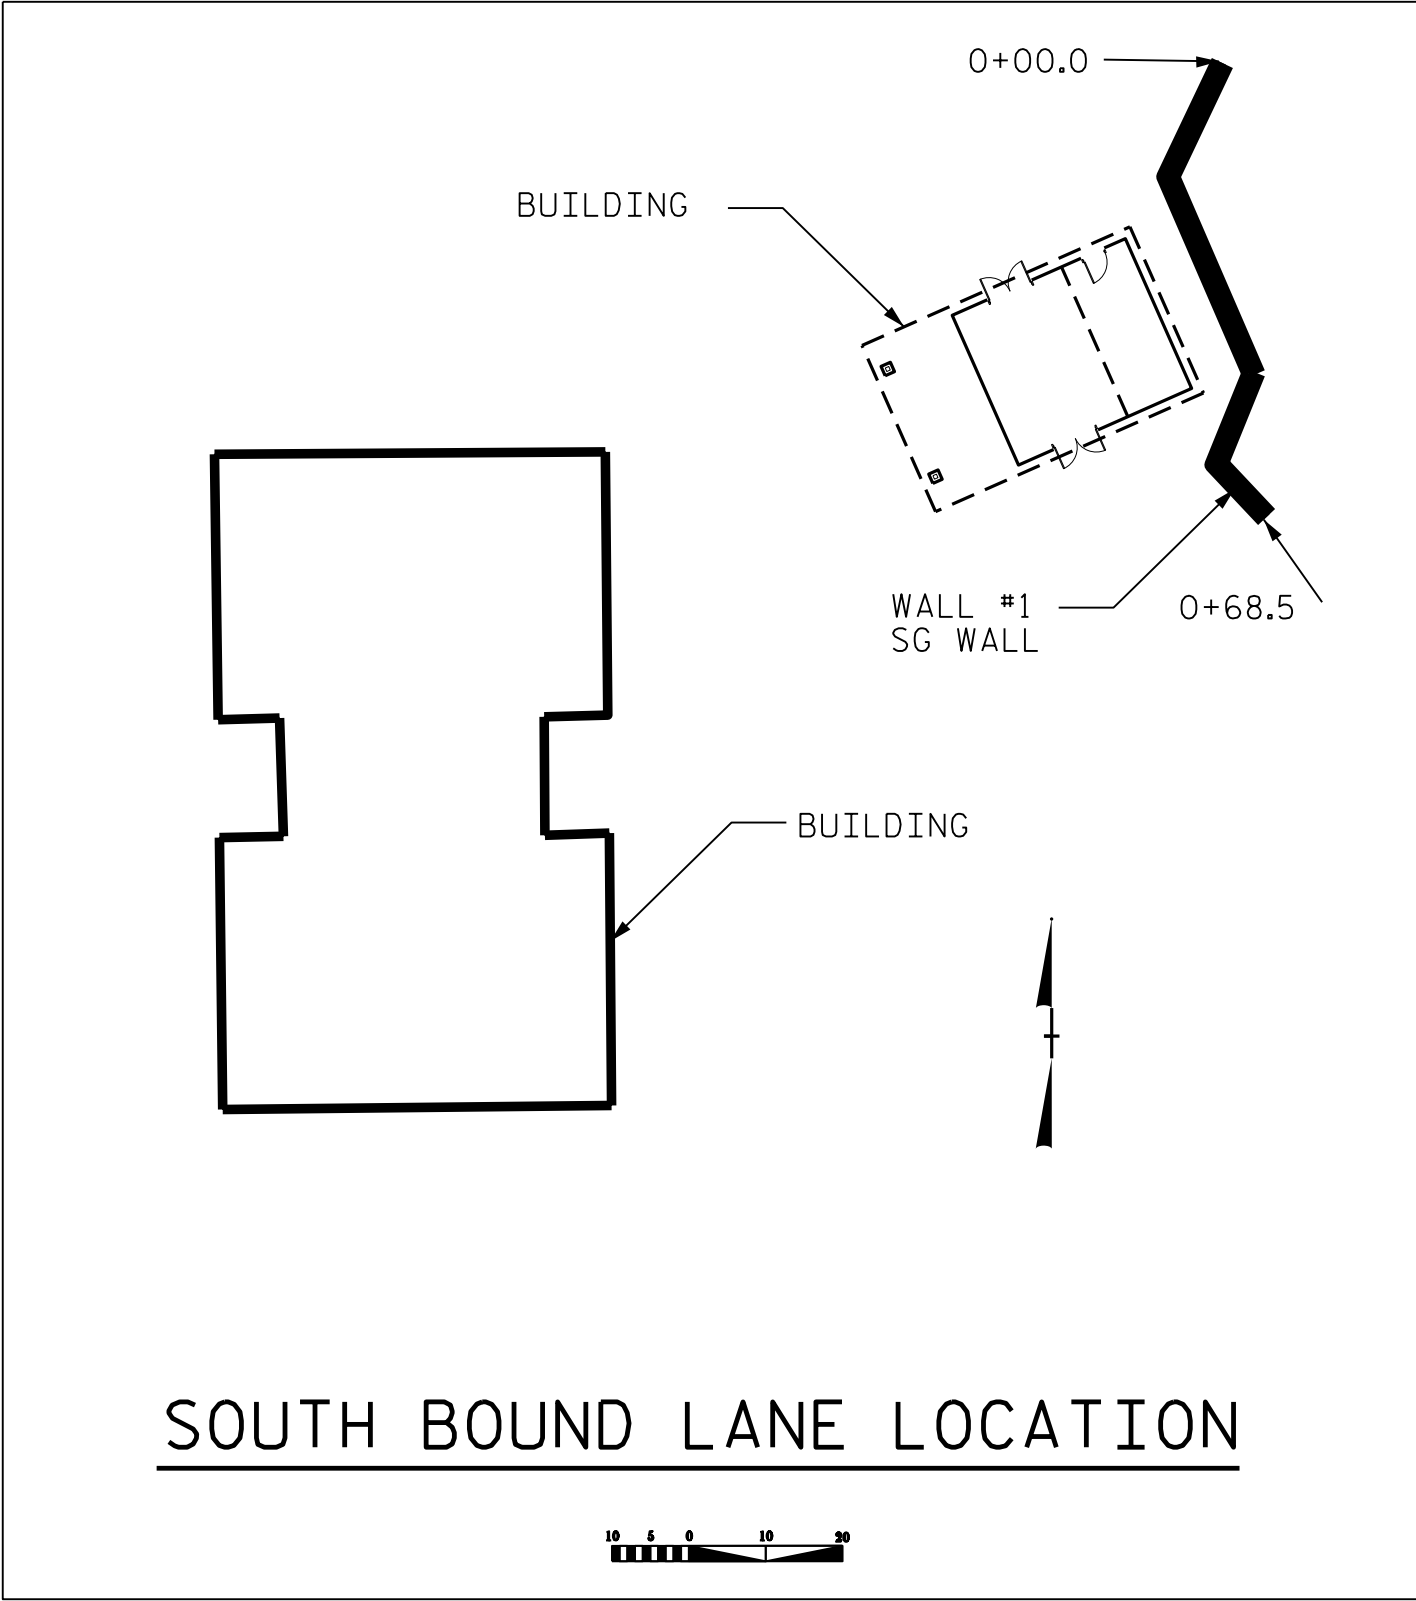 0+00.0
BUILDING
WALL #1
SG WALL
0+68.5
BUILDING
SOUTH BOUND LANE LOCATION
10 5 0 10 20